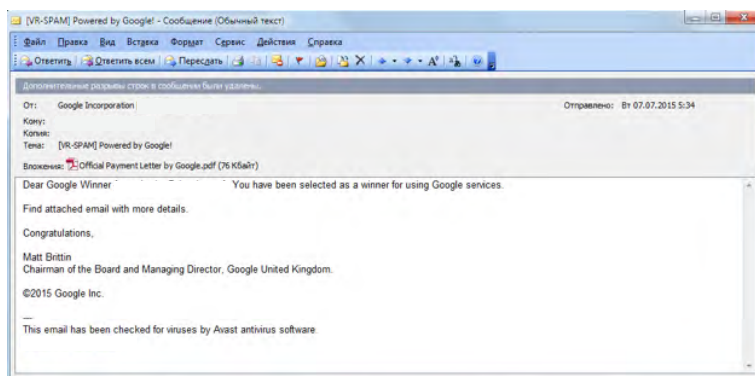 [VR-SPAM] Powered by Google! - Сообщение (Обычный текст)
Файл Правка Вид Вставка Формат Сервис Действия Справка
Ответить Ответить всем Переслать
Дополнительные разрывы строк в сообщении были удалены.
От: Google Incorporation Отправлено: Вт 07.07.2015 5:34
Кому:
Копия:
Тема: [VR-SPAM] Powered by Google!
Вложения: Official Payment Letter by Google.pdf (76 Кбайт)
Dear Google Winner You have been selected as a winner for using Google services.
Find attached email with more details.
Congratulations,
Matt Brittin
Chairman of the Board and Managing Director, Google United Kingdom.
©2015 Google Inc.
—
This email has been checked for viruses by Avast antivirus software